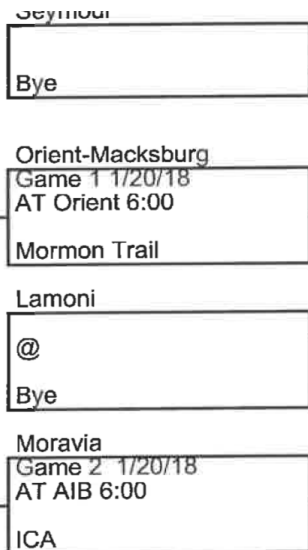 Seymour
Bye
Orient-Macksburg
Game 1 1/20/18
AT Orient 6:00
Mormon Trail
Lamoni
@
Bye
Moravia
Game 2 1/20/18
AT AIB 6:00
ICA